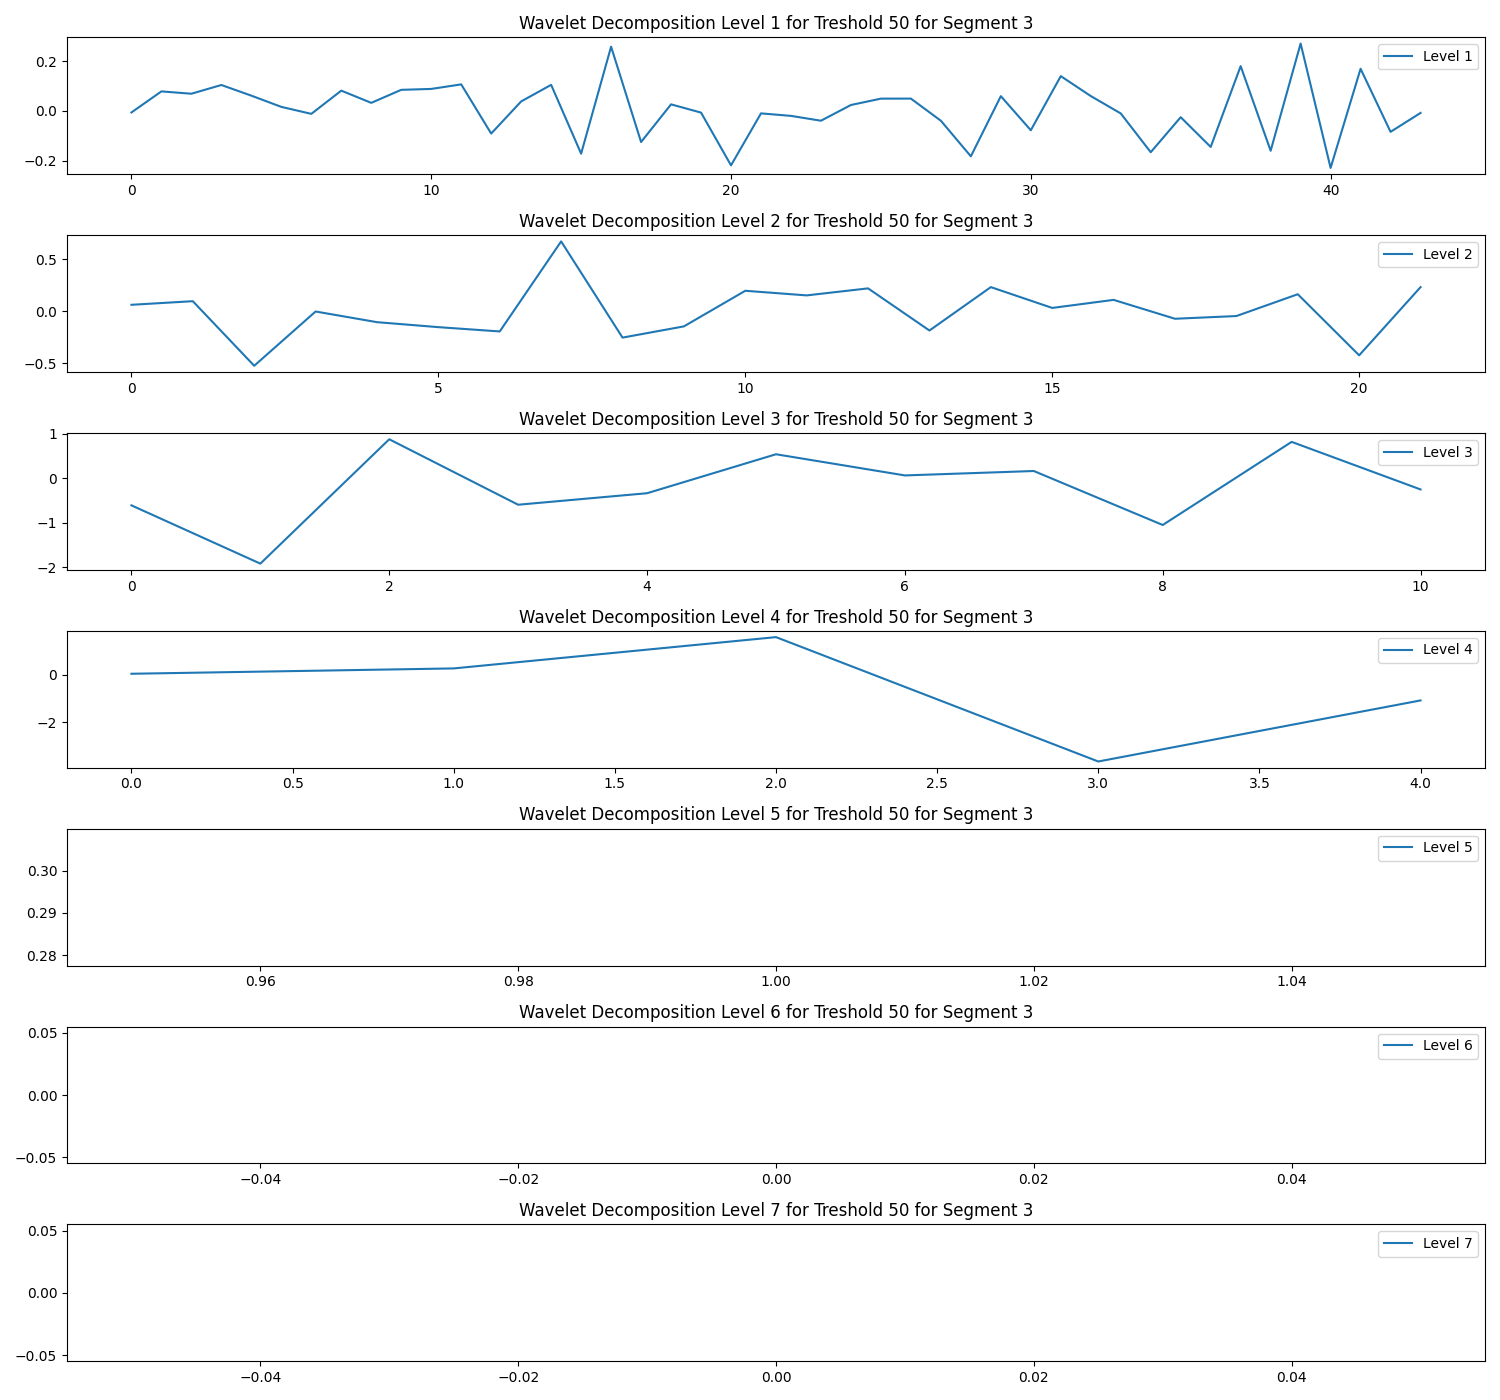 Wavelet Decomposition Level 1 for Treshold 50 for Segment 3
Level 1
0.2
0.0
−0.2
0 10 20 30 40
Wavelet Decomposition Level 2 for Treshold 50 for Segment 3
Level 2
0.5
0.0
−0.5
0 5 10 15 20
Wavelet Decomposition Level 3 for Treshold 50 for Segment 3
Level 3
1
0
−1
−2
0 2 4 6 8 10
Wavelet Decomposition Level 4 for Treshold 50 for Segment 3
Level 4
0
−2
0.0 0.5 1.0 1.5 2.0 2.5 3.0 3.5 4.0
Wavelet Decomposition Level 5 for Treshold 50 for Segment 3
Level 5
0.30
0.29
0.28
0.96 0.98 1.00 1.02 1.04
Wavelet Decomposition Level 6 for Treshold 50 for Segment 3
Level 6
0.05
0.00
−0.05
−0.04 −0.02 0.00 0.02 0.04
Wavelet Decomposition Level 7 for Treshold 50 for Segment 3
Level 7
0.05
0.00
−0.05
−0.04 −0.02 0.00 0.02 0.04